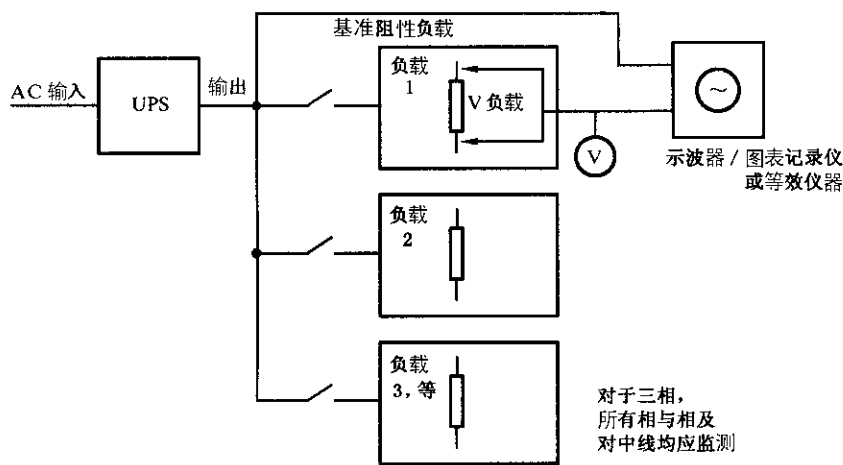 基准阻性负载
AC 输入
UPS
输出
负载
1
V 负载
V
示波器 / 图表记录仪
或等效仪器
负载
2
负载
3, 等
对于三相,
所有相与相及
对中线均应监测